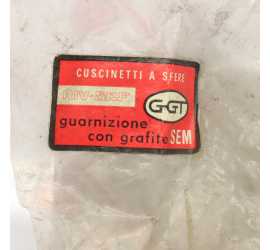 CUSCINETTI A SFERE
G-GT
guarnizione
con grafite SEM